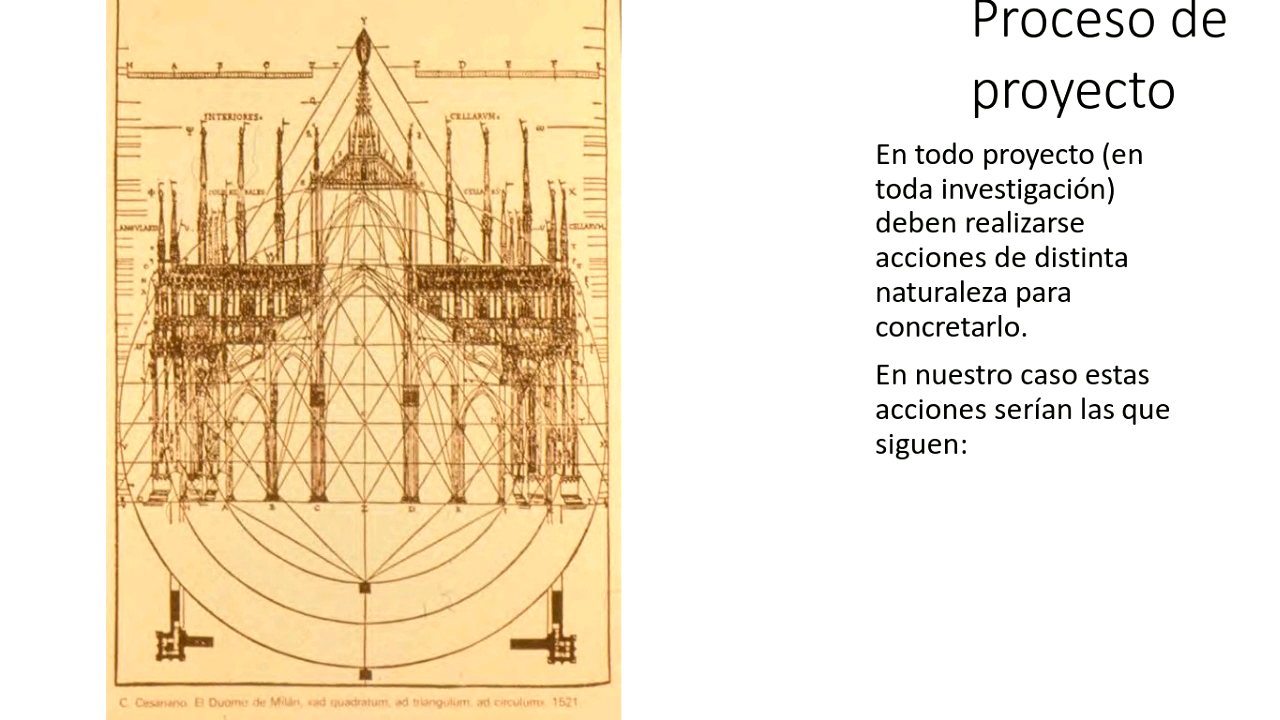 Proceso de
proyecto
En todo proyecto (en
toda investigación)
deben realizarse
acciones de distinta
naturaleza para
concretarlo.
En nuestro caso estas
acciones serían las que
siguen:
Y
M A B C T Z D E F
INTERIORES CELLARVM
ANGVLARES CELLARVM
A B C Z D E
C. Cesariano. El Duomo de Milán, «ad quadratum, ad triangulum, ad circulum», 1521.